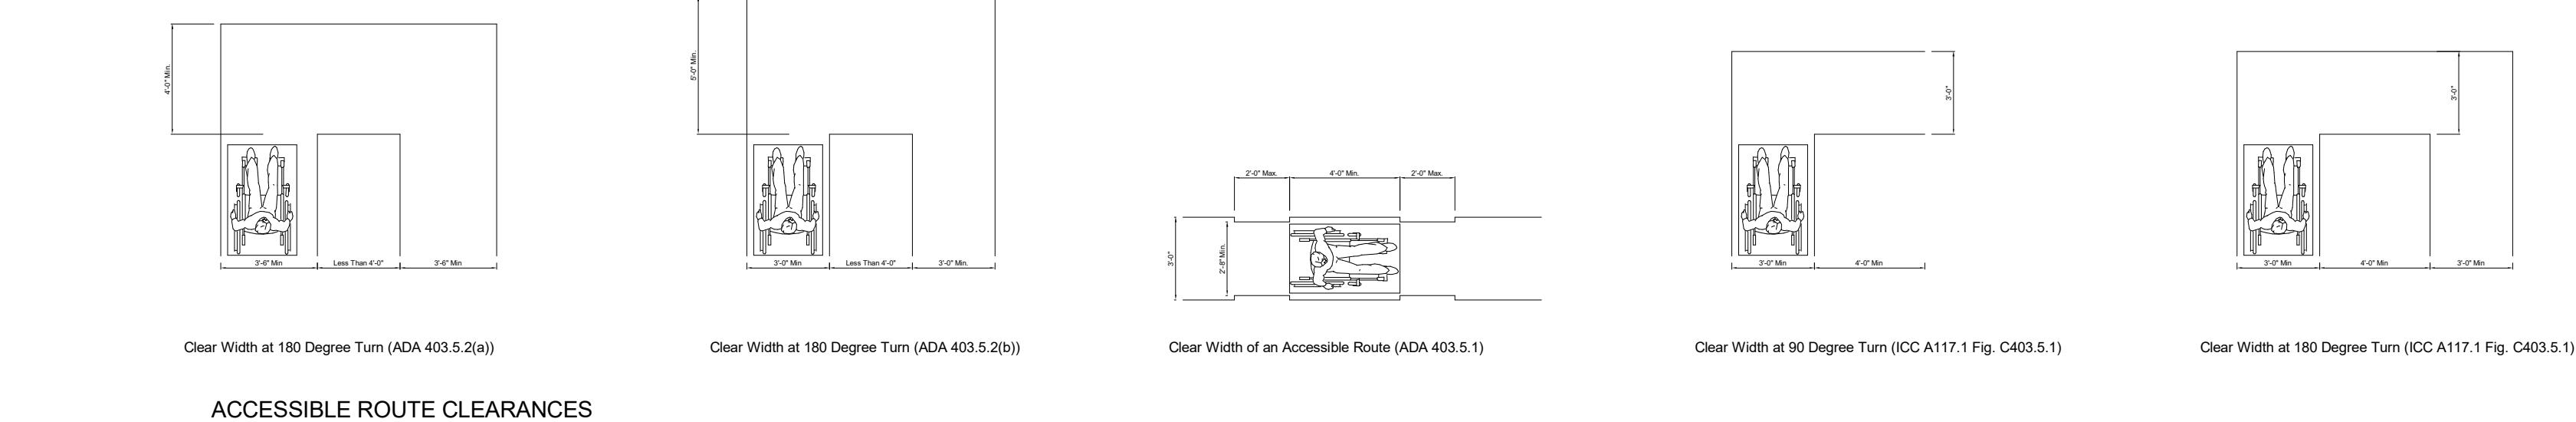 4'-0" Min.
3'-6" Min
Less Than 4'-0"
3'-6" Min
Clear Width at 180 Degree Turn (ADA 403.5.2(a))
5'-0" Min.
3'-0" Min
Less Than 4'-0"
3'-0" Min.
Clear Width at 180 Degree Turn (ADA 403.5.2(b))
2'-0" Max.
4'-0" Min.
2'-0" Max.
3'-0"
2'-8" Min.
Clear Width of an Accessible Route (ADA 403.5.1)
3'-0"
3'-0" Min
4'-0" Min
Clear Width at 90 Degree Turn (ICC A117.1 Fig. C403.5.1)
3'-0"
3'-0" Min
4'-0" Min
3'-0" Min
Clear Width at 180 Degree Turn (ICC A117.1 Fig. C403.5.1)
ACCESSIBLE ROUTE CLEARANCES